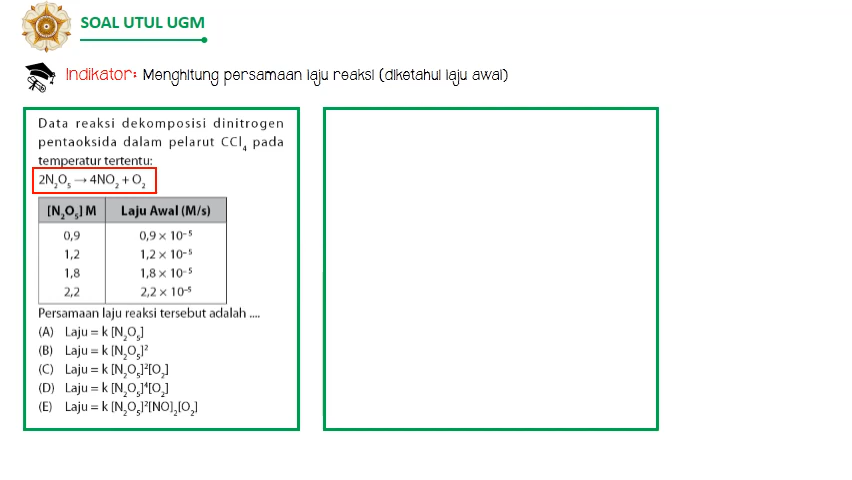 SOAL UTUL UGM
Indikator: Menghitung persamaan laju reaksi (diketahui laju awal)
Data reaksi dekomposisi dinitrogen
pentaoksida dalam pelarut CCl₄ pada
temperatur tertentu:
2N₂O₅ → 4NO₂ + O₂
[N₂O₅] M Laju Awal (M/s)
0,9 0,9 × 10⁻⁵
1,2 1,2 × 10⁻⁵
1,8 1,8 × 10⁻⁵
2,2 2,2 × 10⁻⁵
Persamaan laju reaksi tersebut adalah ....
(A) Laju = k [N₂O₅]
(B) Laju = k [N₂O₅]²
(C) Laju = k [N₂O₅]²[O₂]
(D) Laju = k [N₂O₅]⁴[O₂]
(E) Laju = k [N₂O₅]²[NO]₂[O₂]